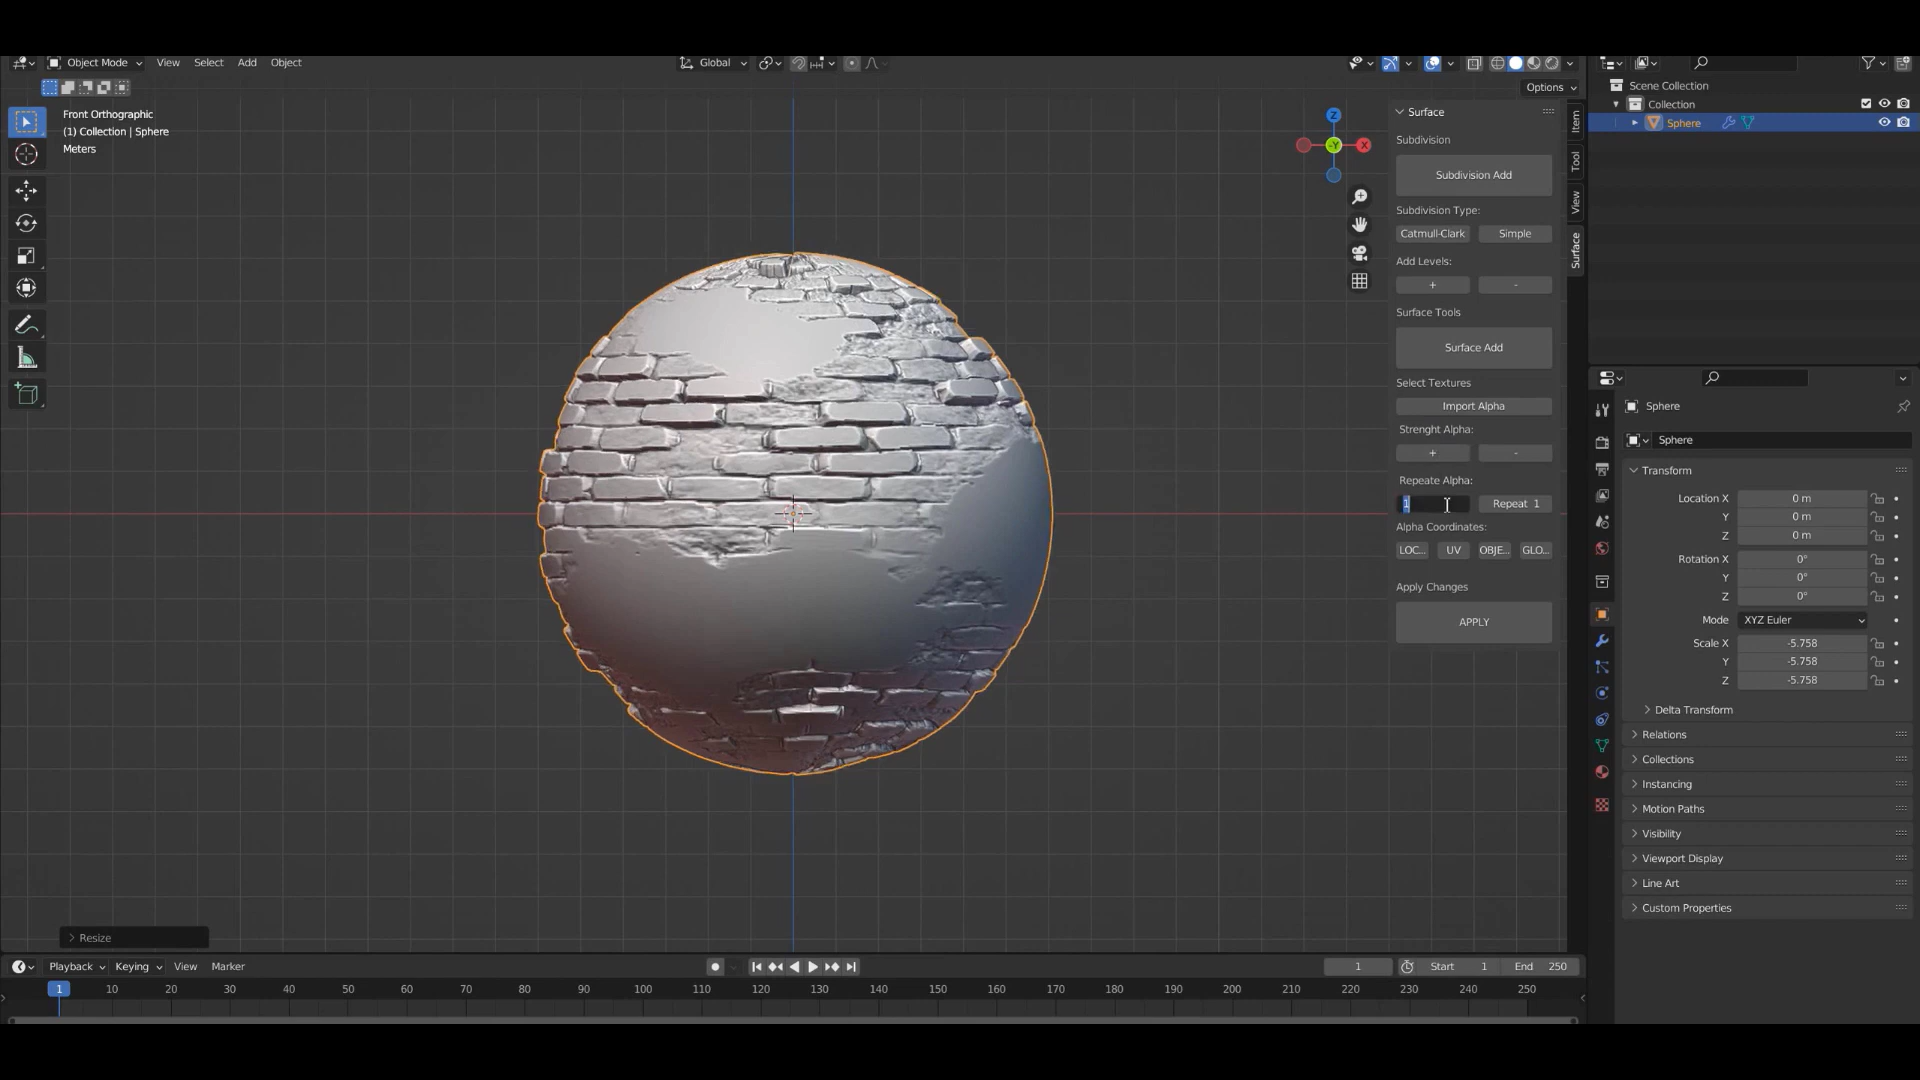 Object Mode View Select Add Object Global
Options
Front Orthographic
(1) Collection | Sphere
Meters
Z
-Y X
Surface
Subdivision
Subdivision Add
Subdivision Type:
Catmull-Clark Simple
Add Levels:
+ -
Surface Tools
Surface Add
Select Textures
Import Alpha
Strenght Alpha:
+ -
Repeate Alpha:
1 Repeat 1
Alpha Coordinates:
LOC... UV OBJE... GLO...
Apply Changes
APPLY
Item
Tool
View
Surface
Scene Collection
Collection
Sphere
Sphere
Sphere
Transform
Location X 0 m
Y 0 m
Z 0 m
Rotation X 0°
Y 0°
Z 0°
Mode XYZ Euler
Scale X -5.758
Y -5.758
Z -5.758
Delta Transform
Relations
Collections
Instancing
Motion Paths
Visibility
Viewport Display
Line Art
Custom Properties
Resize
Playback Keying View Marker 1 Start 1 End 250
1 10 20 30 40 50 60 70 80 90 100 110 120 130 140 150 160 170 180 190 200 210 220 230 240 250